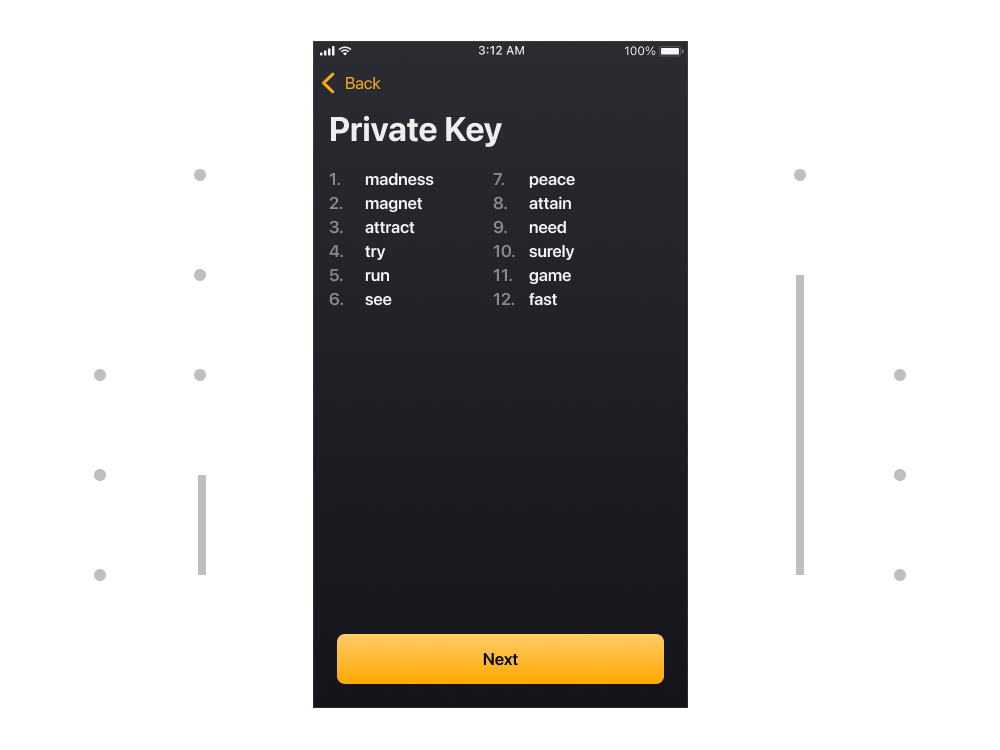 3:12 AM 100%
Back
Private Key
1. madness 7. peace
2. magnet 8. attain
3. attract 9. need
4. try 10. surely
5. run 11. game
6. see 12. fast
Next